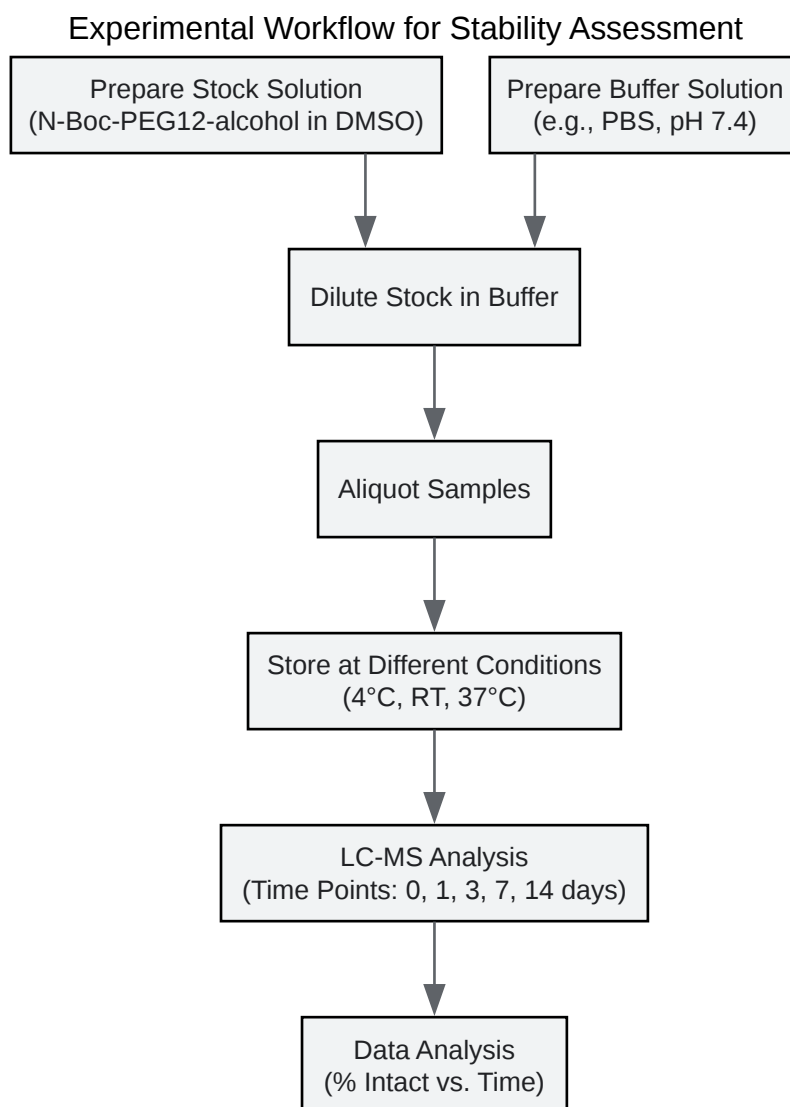 Experimental Workflow for Stability Assessment
Prepare Stock Solution
(N-Boc-PEG12-alcohol in DMSO)
Prepare Buffer Solution
(e.g., PBS, pH 7.4)
Dilute Stock in Buffer
Aliquot Samples
Store at Different Conditions
(4°C, RT, 37°C)
LC-MS Analysis
(Time Points: 0, 1, 3, 7, 14 days)
Data Analysis
(% Intact vs. Time)